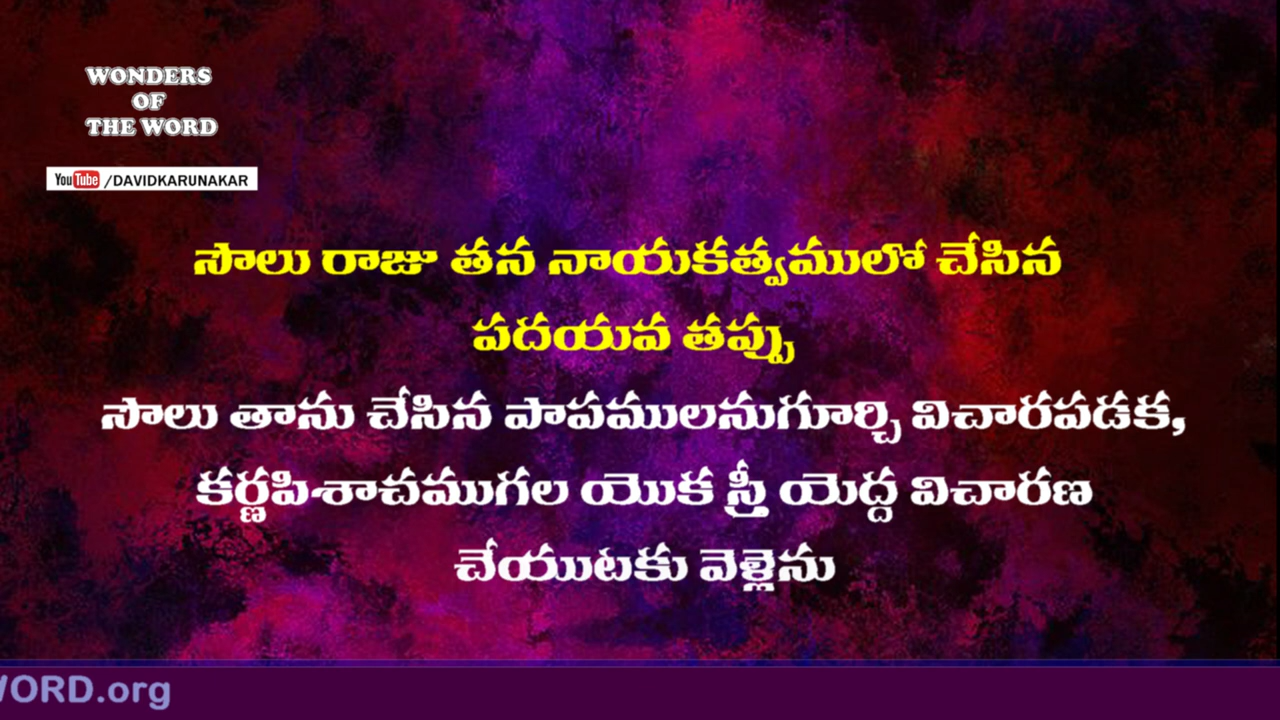 WONDERS
OF
THE WORD
YouTube /DAVIDKARUNAKAR
సౌలు రాజు తన నాయకత్వములో చేసిన
పదయవ తప్పు
సౌలు తాను చేసిన పాపములనుగూర్చి విచారపడక,
కర్ణపిశాచముగల యొక స్త్రీ యెద్ద విచారణ
చేయుటకు వెళ్లెను
WORD.org